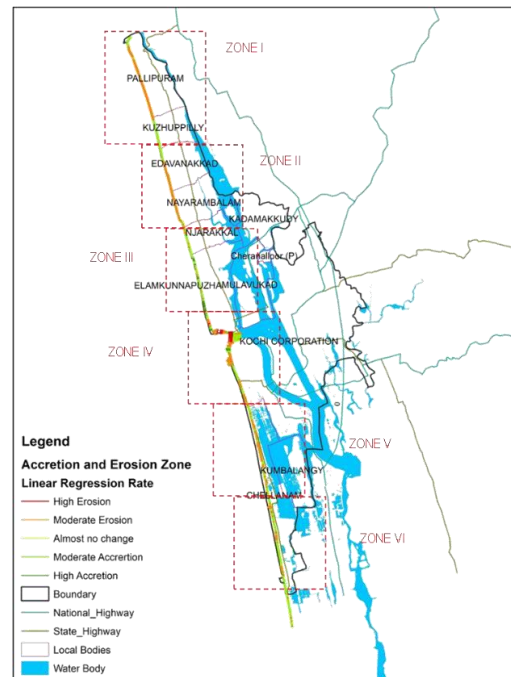 ZONE I
PALLIPURAM
KUZHUPPILLY
ZONE II
EDAVANAKKAD
NAYARAMBALAM
KADAMAKKUDY
NJARAKKAL
ZONE III
Cheranalloor (P)
ELAMKUNNAPUZHAMULAVUKAD
KOCHI CORPORATION
ZONE IV
ZONE V
KUMBALANGY
CHELLANAM
ZONE VI
Legend
Accretion and Erosion Zone
Linear Regression Rate
High Erosion
Moderate Erosion
Almost no change
Moderate Accrertion
High Accretion
Boundary
National_Highway
State_Highway
Local Bodies
Water Body